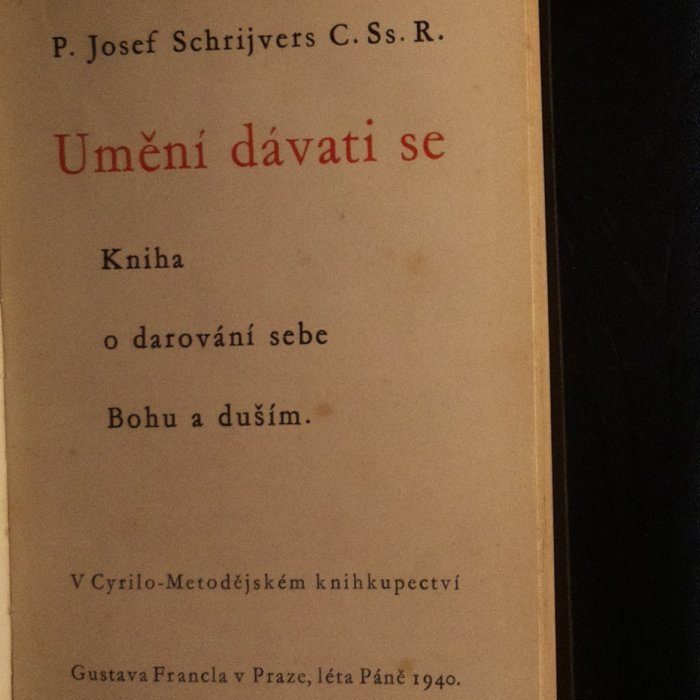 P. Josef Schrijvers C. Ss. R.
Umění dávati se
Kniha
o darování sebe
Bohu a duším.
V Cyrilo-Metodějském knihkupectví
Gustava Francla v Praze, léta Páně 1940.